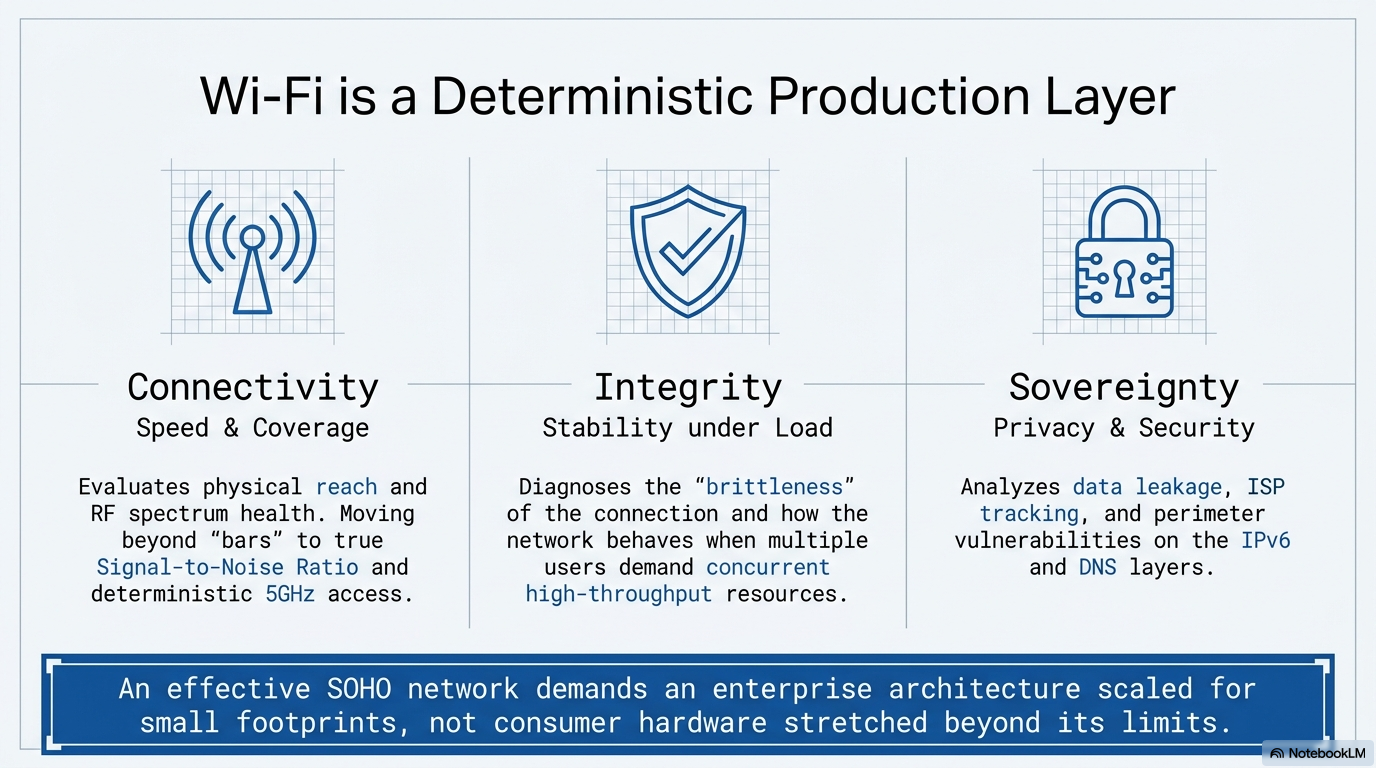 Wi-Fi is a Deterministic Production Layer
Connectivity
Speed & Coverage
Evaluates physical reach and
RF spectrum health. Moving
beyond “bars” to true
Signal-to-Noise Ratio and
deterministic 5GHz access.
Integrity
Stability under Load
Diagnoses the “brittleness”
of the connection and how the
network behaves when multiple
users demand concurrent
high-throughput resources.
Sovereignty
Privacy & Security
Analyzes data leakage, ISP
tracking, and perimeter
vulnerabilities on the IPv6
and DNS layers.
An effective SOHO network demands an enterprise architecture scaled for
small footprints, not consumer hardware stretched beyond its limits.
NotebookLM